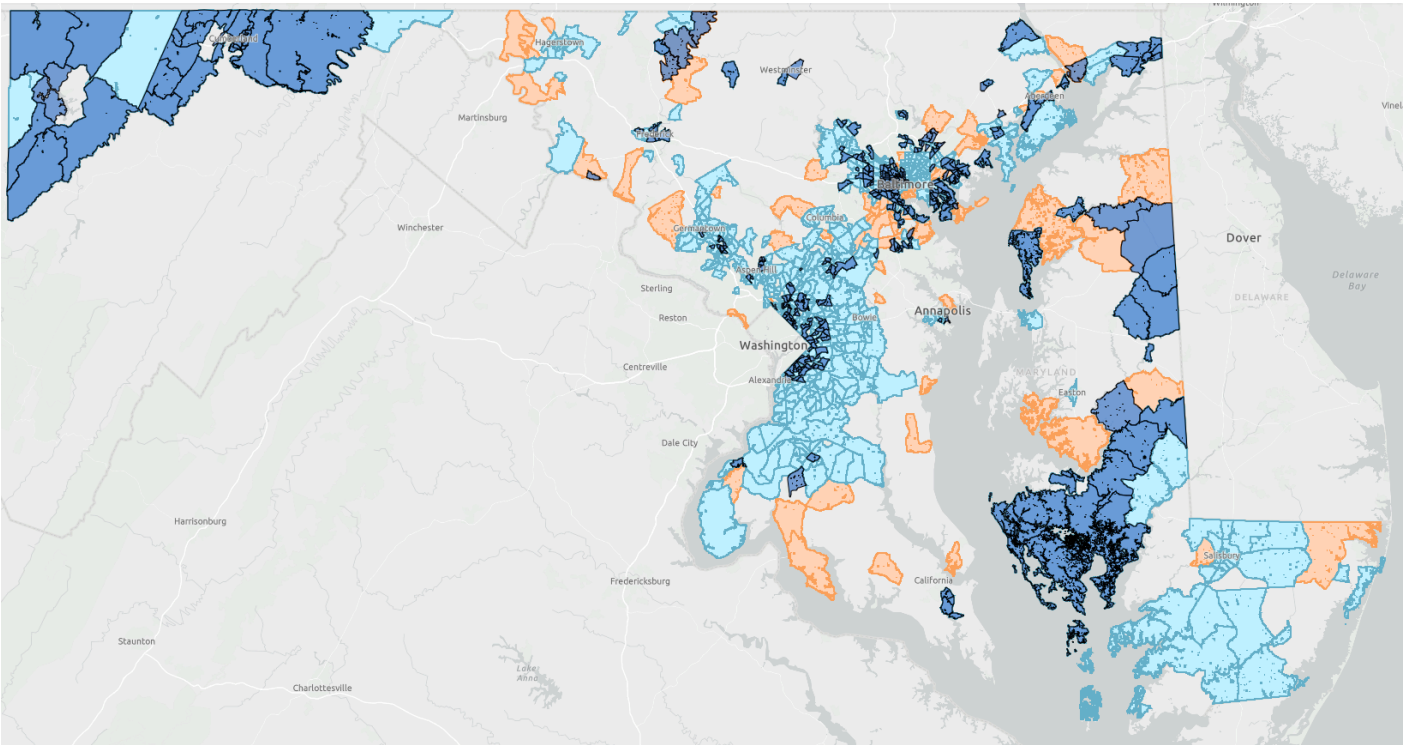 Wilmington
Cumberland
Hagerstown
Westminster
Martinsburg
Aberdeen
Vinel
Frederick
Baltimore
Winchester
Germantown
Columbia
Dover
Aspen Hill
Sterling
Delaware
Bay
DELAWARE
Reston
Bowie
Annapolis
Washington
Centreville
MARYLAND
Alexandria
Easton
Dale City
Harrisonburg
Salisbury
Fredericksburg
California
Staunton
Lake
Anna
Charlottesville